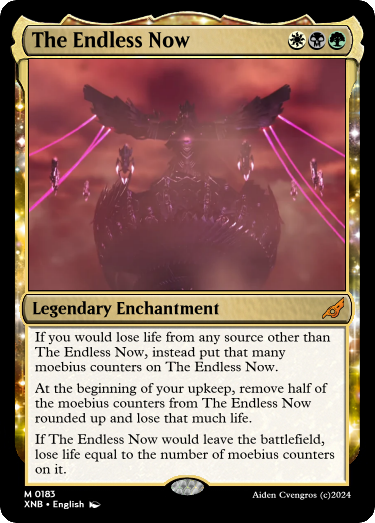 The Endless Now
Legendary Enchantment
If you would lose life from any source other than
The Endless Now, instead put that many
moebius counters on The Endless Now.
At the beginning of your upkeep, remove half of
the moebius counters from The Endless Now
rounded up and lose that much life.
If The Endless Now would leave the battlefield,
lose life equal to the number of moebius counters
on it.
M 0183
XNB • English
Aiden Cvengros (c)2024